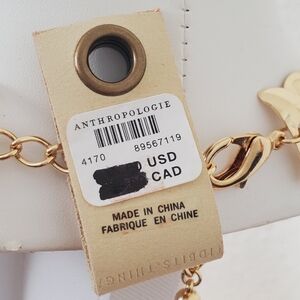 ANTHROPOLOGIE
89567119
4170
USD
CAD
MADE IN CHINA
FABRIQUE EN CHINE